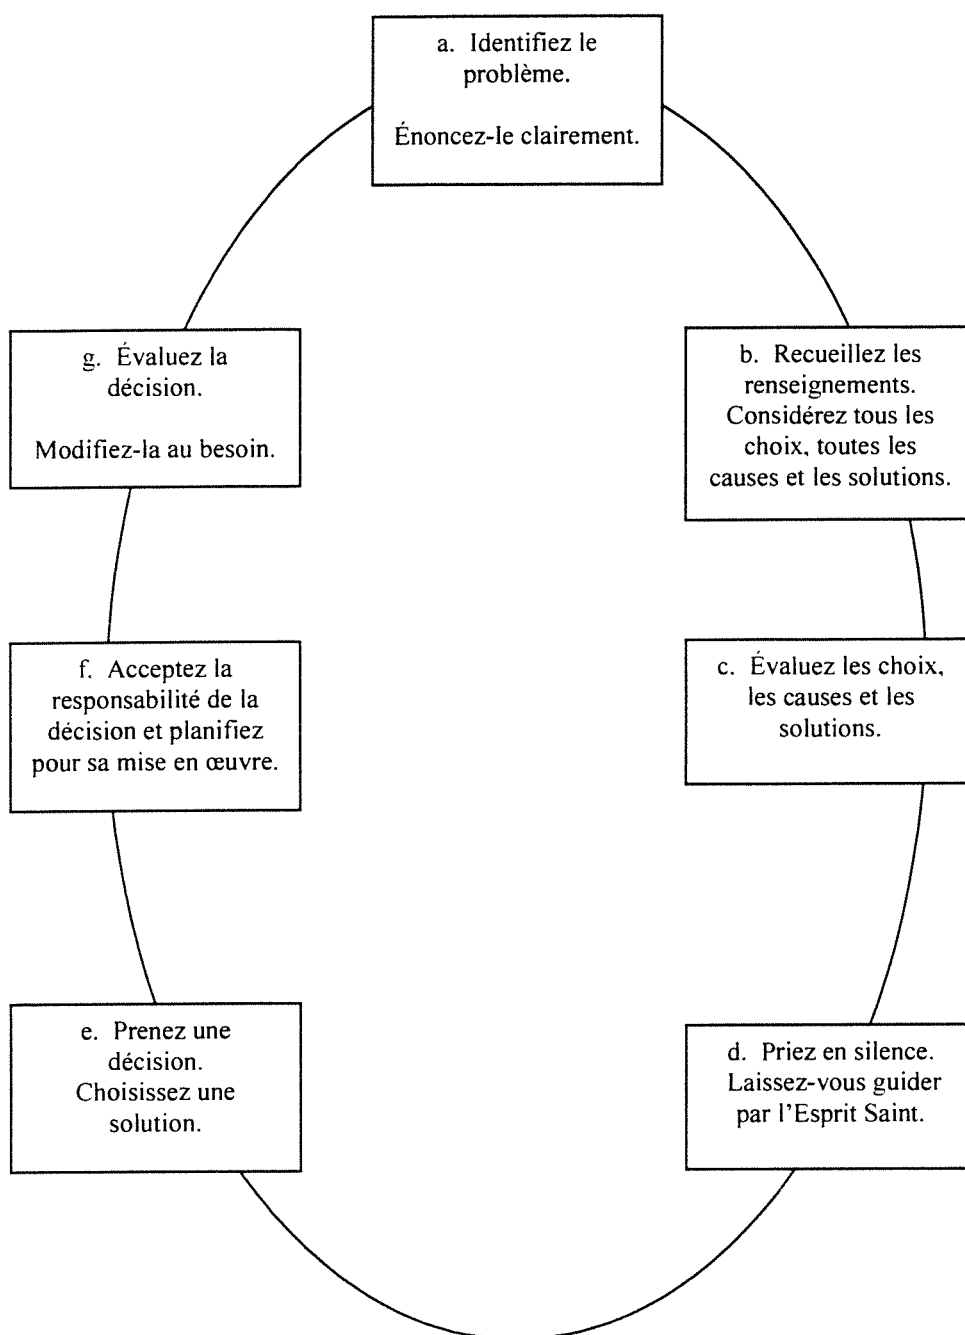 a. Identifiez le
problème.
Énoncez-le clairement.
b. Recueillez les
renseignements.
Considérez tous les
choix, toutes les
causes et les solutions.
c. Évaluez les choix,
les causes et les
solutions.
d. Priez en silence.
Laissez-vous guider
par l'Esprit Saint.
e. Prenez une
décision.
Choisissez une
solution.
f. Acceptez la
responsabilité de la
décision et planifiez
pour sa mise en œuvre.
g. Évaluez la
décision.
Modifiez-la au besoin.